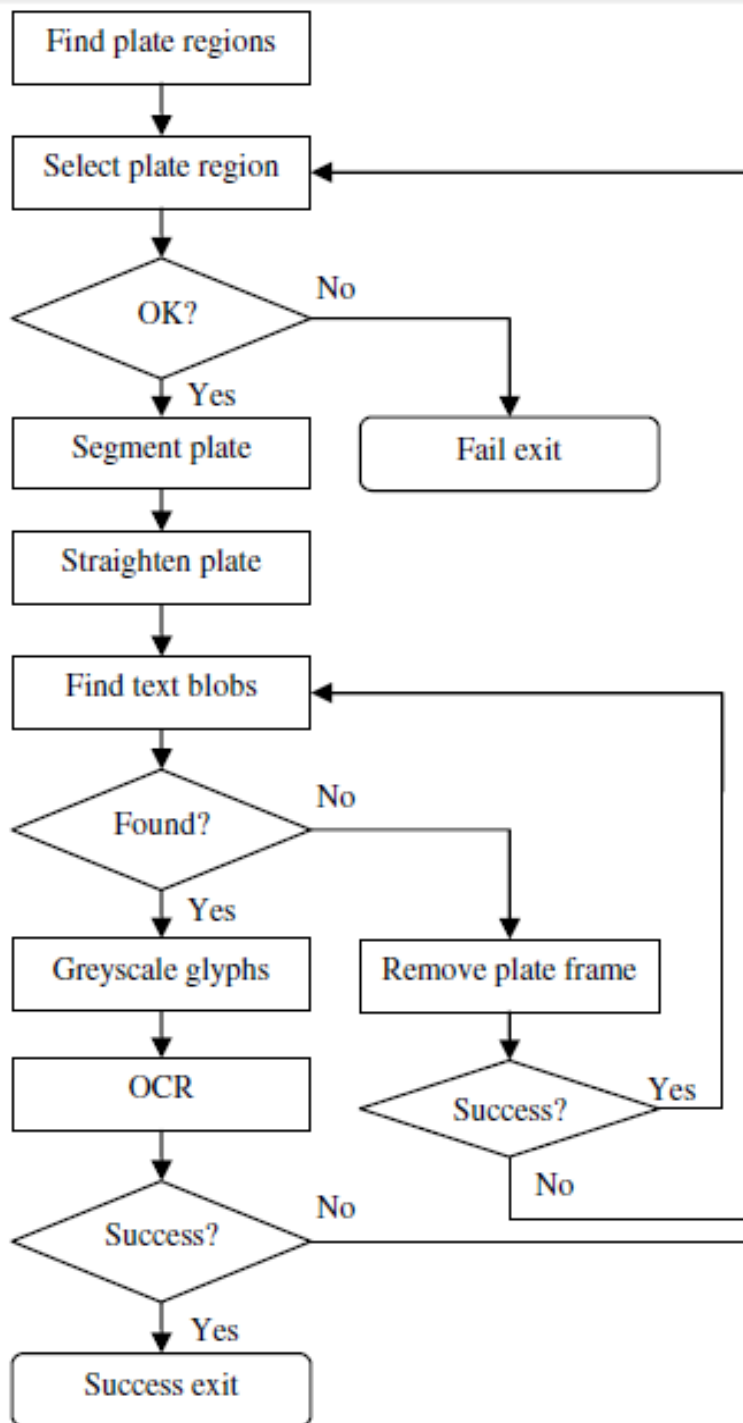 Find plate regions
Select plate region
OK?
No
Yes
Segment plate
Fail exit
Straighten plate
Find text blobs
No
Found?
Yes
Greyscale glyphs
Remove plate frame
OCR
Yes
Success?
No
No
Success?
Yes
Success exit